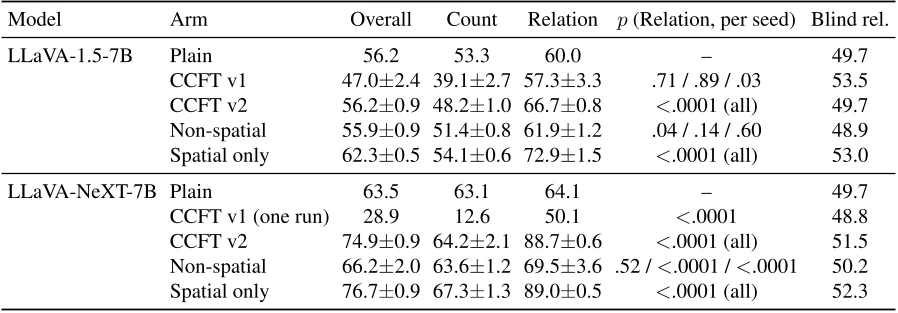 Model Arm Overall Count Relation p (Relation, per seed) Blind rel.
LLaVA-1.5-7B Plain 56.2 53.3 60.0 – 49.7
CCFT v1 47.0±2.4 39.1±2.7 57.3±3.3 .71 / .89 / .03 53.5
CCFT v2 56.2±0.9 48.2±1.0 66.7±0.8 <.0001 (all) 49.7
Non-spatial 55.9±0.9 51.4±0.8 61.9±1.2 .04 / .14 / .60 48.9
Spatial only 62.3±0.5 54.1±0.6 72.9±1.5 <.0001 (all) 53.0
LLaVA-NeXT-7B Plain 63.5 63.1 64.1 – 49.7
CCFT v1 (one run) 28.9 12.6 50.1 <.0001 48.8
CCFT v2 74.9±0.9 64.2±2.1 88.7±0.6 <.0001 (all) 51.5
Non-spatial 66.2±2.0 63.6±1.2 69.5±3.6 .52 / <.0001 / <.0001 50.2
Spatial only 76.7±0.9 67.3±1.3 89.0±0.5 <.0001 (all) 52.3